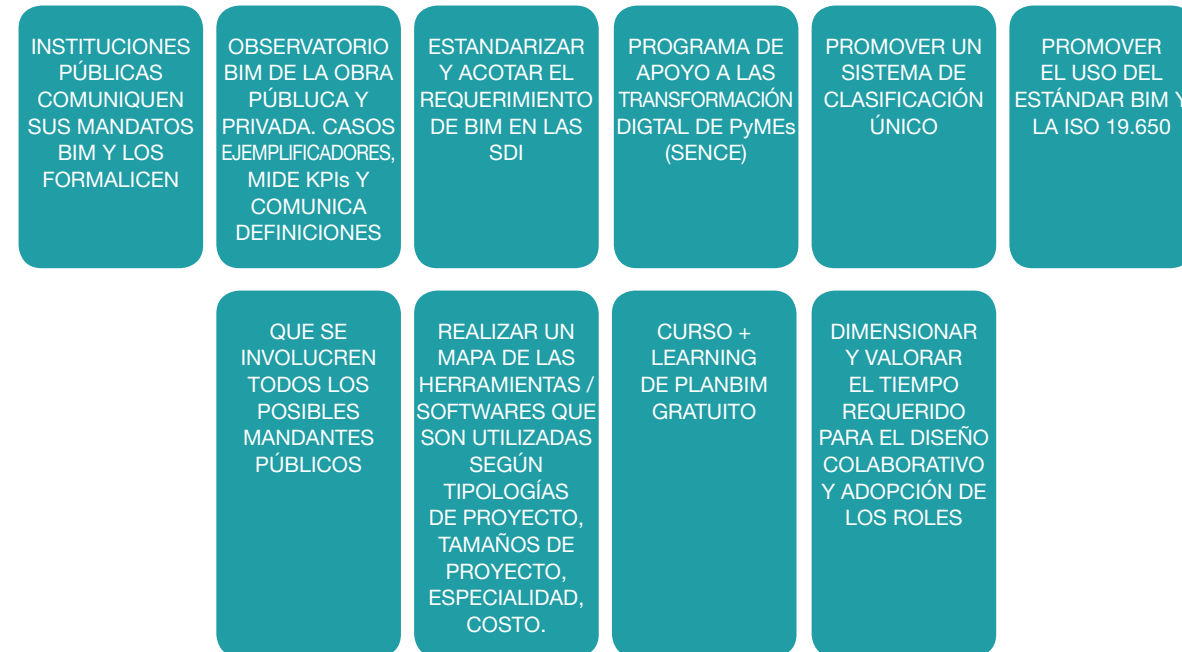 INSTITUCIONES
PÚBLICAS
COMUNIQUEN
SUS MANDATOS
BIM Y LOS
FORMALICEN
OBSERVATORIO
BIM DE LA OBRA
PÚBLUCA Y
PRIVADA. CASOS
EJEMPLIFICADORES,
MIDE KPIs Y
COMUNICA
DEFINICIONES
ESTANDARIZAR
Y ACOTAR EL
REQUERIMIENTO
DE BIM EN LAS
SDI
PROGRAMA DE
APOYO A LAS
TRANSFORMACIÓN
DIGTAL DE PyMEs
(SENCE)
PROMOVER UN
SISTEMA DE
CLASIFICACIÓN
ÚNICO
PROMOVER
EL USO DEL
ESTÁNDAR BIM Y
LA ISO 19.650
QUE SE
INVOLUCREN
TODOS LOS
POSIBLES
MANDANTES
PÚBLICOS
REALIZAR UN
MAPA DE LAS
HERRAMIENTAS /
SOFTWARES QUE
SON UTILIZADAS
SEGÚN
TIPOLOGÍAS
DE PROYECTO,
TAMAÑOS DE
PROYECTO,
ESPECIALIDAD,
COSTO.
CURSO +
LEARNING
DE PLANBIM
GRATUITO
DIMENSIONAR
Y VALORAR
EL TIEMPO
REQUERIDO
PARA EL DISEÑO
COLABORATIVO
Y ADOPCIÓN DE
LOS ROLES